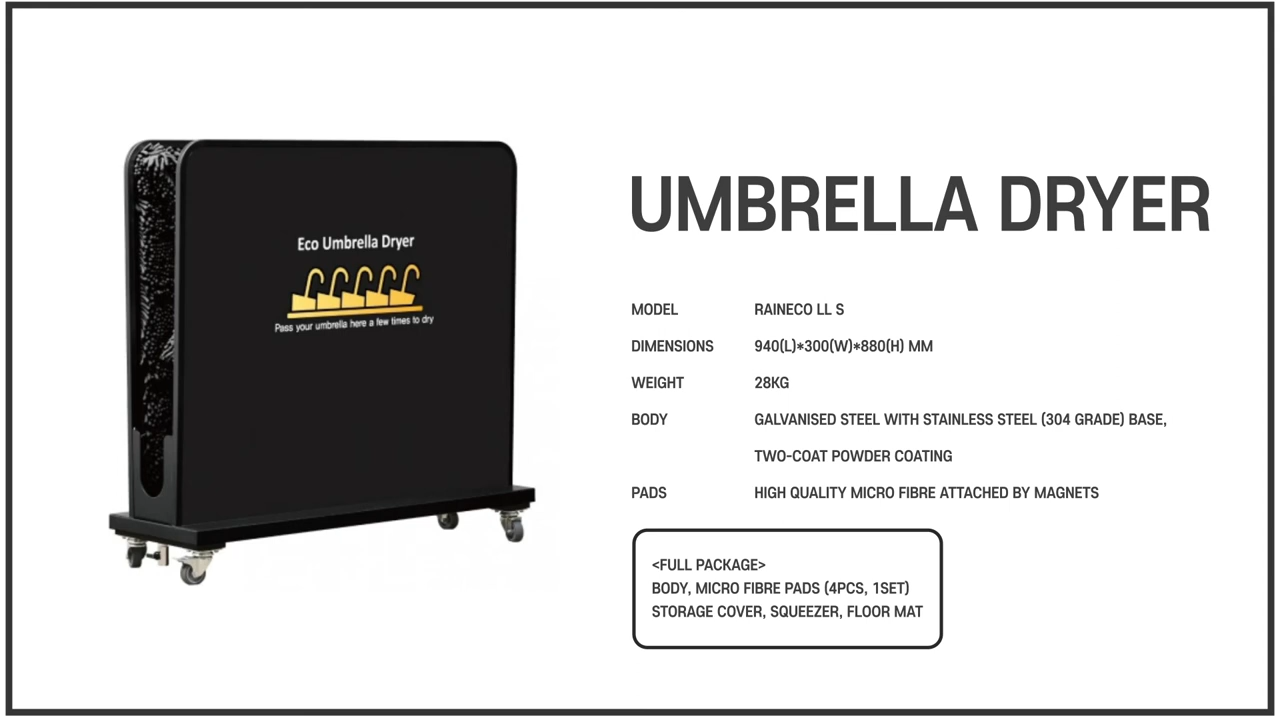 Eco Umbrella Dryer
Pass your umbrella here a few times to dry
UMBRELLA DRYER
MODEL RAINECO LL S
DIMENSIONS 940(L)*300(W)*880(H) MM
WEIGHT 28KG
BODY GALVANISED STEEL WITH STAINLESS STEEL (304 GRADE) BASE,
TWO-COAT POWDER COATING
PADS HIGH QUALITY MICRO FIBRE ATTACHED BY MAGNETS
<FULL PACKAGE>
BODY, MICRO FIBRE PADS (4PCS, 1SET)
STORAGE COVER, SQUEEZER, FLOOR MAT